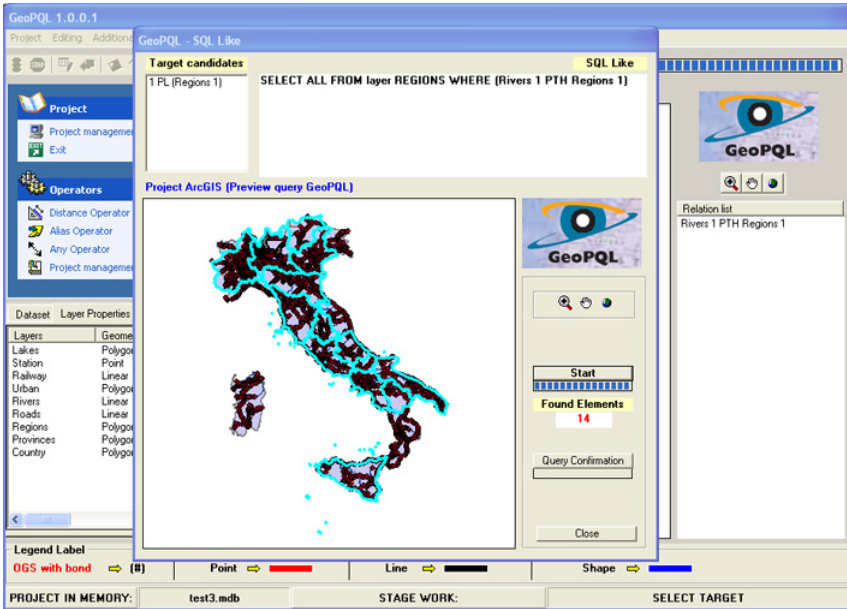 GeoPQL 1.0.0.1
Project Editing Additiona
GeoPQL - SQL Like
Target candidates
SQL Like
1 PL (Regions 1)
SELECT ALL FROM layer REGIONS WHERE (Rivers 1 PTH Regions 1)
Project
Project managemen
Exit
Operators
Distance Operator
Alias Operator
Any Operator
Project managemen
Project ArcGIS (Preview query GeoPQL)
GeoPQL
GeoPQL
Relation list
Rivers 1 PTH Regions 1
Dataset Layer Properties
Layers Geome
Lakes Polygo
Station Point
Railway Linear
Urban Polygo
Rivers Linear
Roads Linear
Regions Polygo
Provinces Polygo
Country Polygo
Start
Found Elements
14
Query Confirmation
Close
Legend Label
OGS with bond (#) Point Line Shape
PROJECT IN MEMORY: test3.mdb STAGE WORK: SELECT TARGET